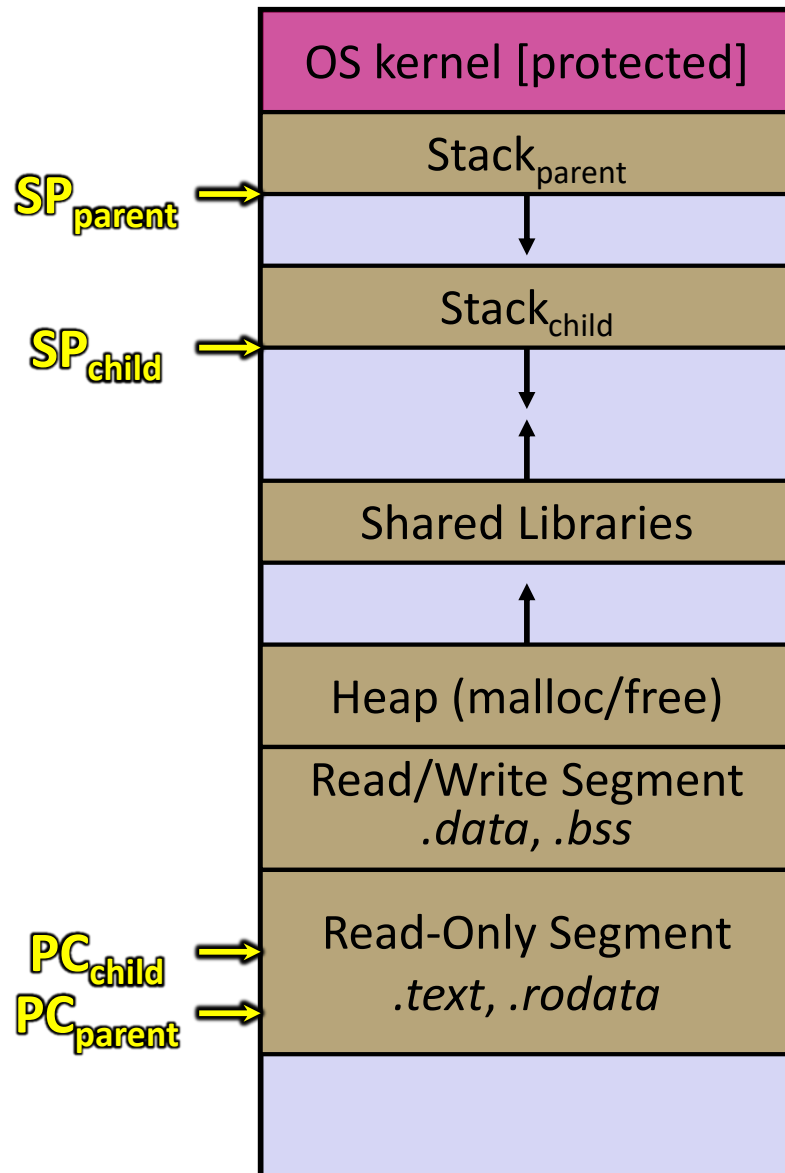 OS kernel [protected]
Stackparent
SPparent
Stackchild
SPchild
Shared Libraries
Heap (malloc/free)
Read/Write Segment
.data, .bss
Read-Only Segment
PCchild
.text, .rodata
PCparent